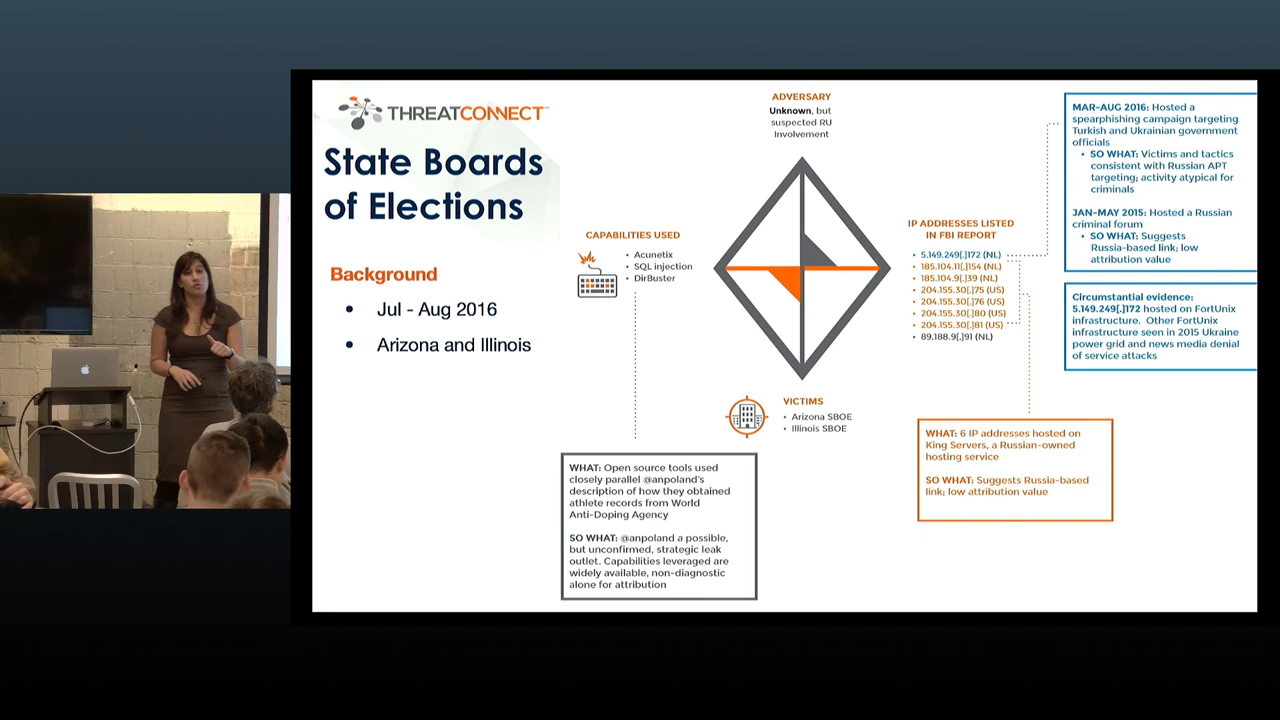 THREATCONNECT™
State Boards
of Elections
Background
• Jul - Aug 2016
• Arizona and Illinois
ADVERSARY
Unknown, but
suspected RU
Involvement
CAPABILITIES USED
• Acunetix
• SQL injection
• DirBuster
IP ADDRESSES LISTED
IN FBI REPORT
• 5.149.249[.]172 (NL)
• 185.104.11[.]154 (NL)
• 185.104.9[.]39 (NL)
• 204.155.30[.]75 (US)
• 204.155.30[.]76 (US)
• 204.155.30[.]80 (US)
• 204.155.30[.]81 (US)
• 89.188.9[.]91 (NL)
VICTIMS
• Arizona SBOE
• Illinois SBOE
WHAT: Open source tools used
closely parallel @anpoland's
description of how they obtained
athlete records from World
Anti-Doping Agency
SO WHAT: @anpoland a possible,
but unconfirmed, strategic leak
outlet. Capabilities leveraged are
widely available, non-diagnostic
alone for attribution
MAR-AUG 2016: Hosted a
spearphishing campaign targeting
Turkish and Ukrainian government
officials
• SO WHAT: Victims and tactics
consistent with Russian APT
targeting; activity atypical for
criminals
JAN-MAY 2015: Hosted a Russian
criminal forum
• SO WHAT: Suggests
Russia-based link; low
attribution value
Circumstantial evidence:
5.149.249[.]172 hosted on FortUnix
infrastructure. Other FortUnix
infrastructure seen in 2015 Ukraine
power grid and news media denial
of service attacks
WHAT: 6 IP addresses hosted on
King Servers, a Russian-owned
hosting service
SO WHAT: Suggests Russia-based
link; low attribution value